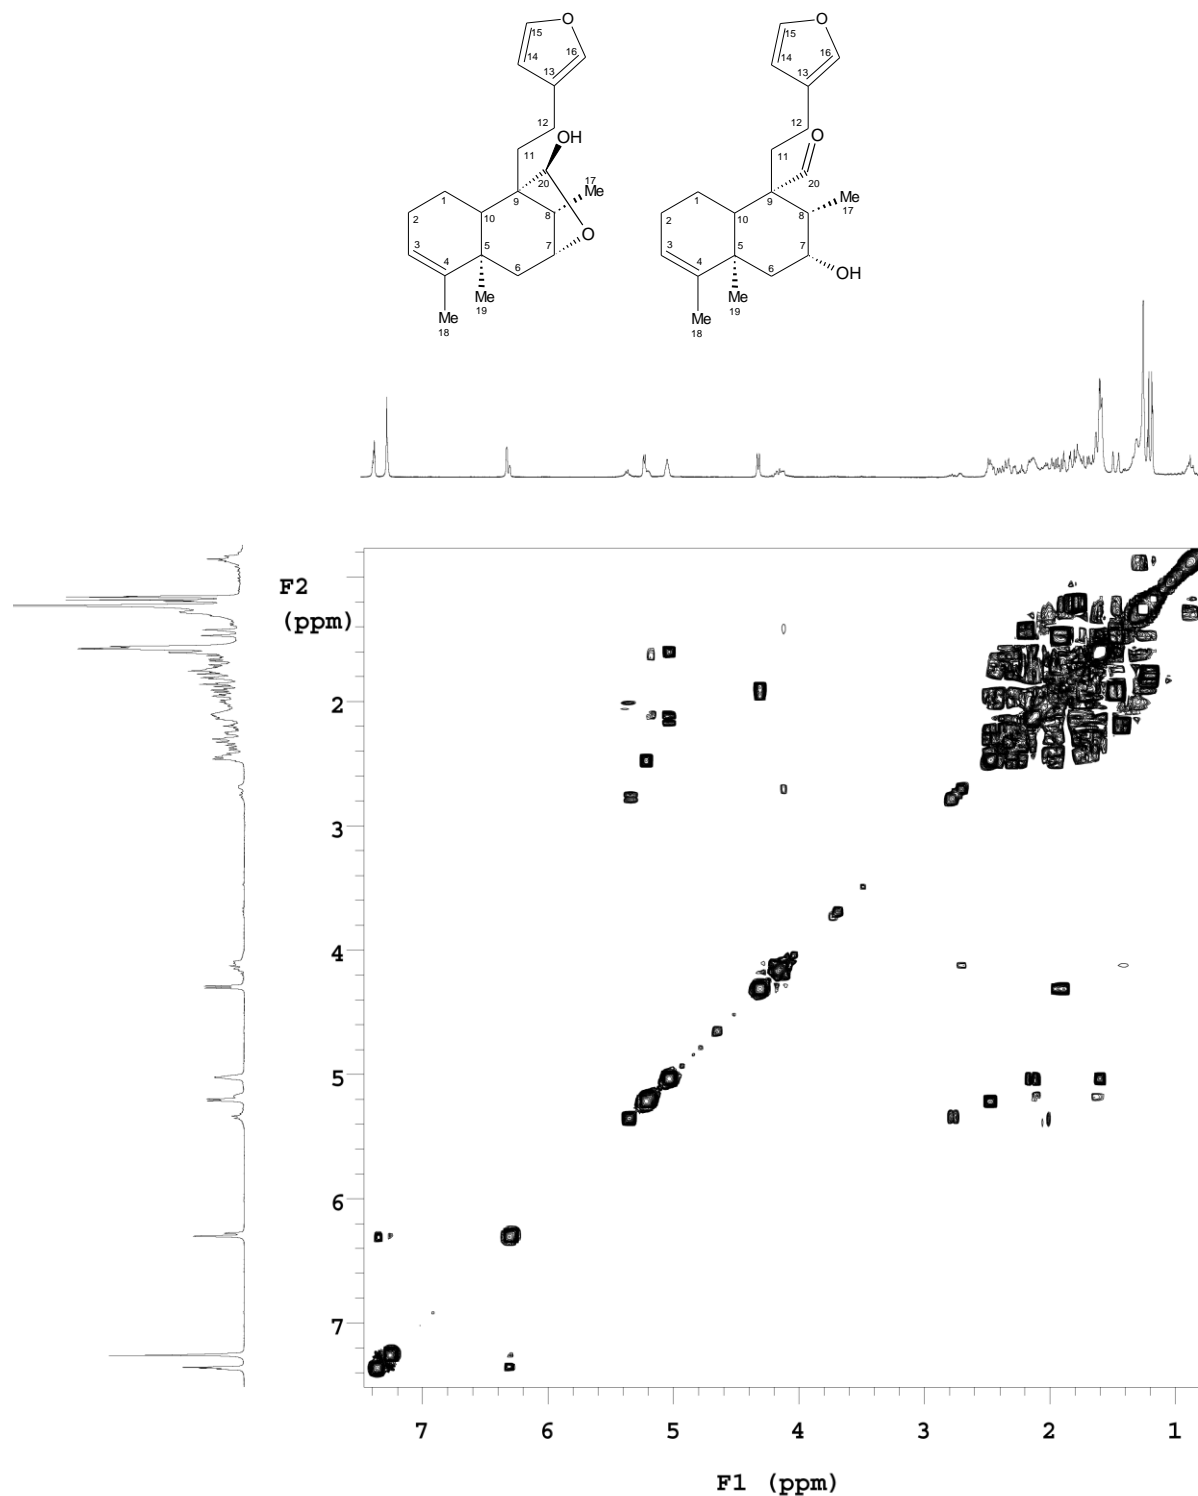 O O
15 15
16 16
14 14
13 13
12 12
OH O
11 11
20 17 Me 20
1 9 1 9 Me
2 10 8 2 10 8 17
O
3 5 7 3 5 7
4 6 4 6 OH
Me Me
Me 19 Me 19
18 18
F2
(ppm)
2
3
4
5
6
7
7 6 5 4 3 2 1
F1 (ppm)